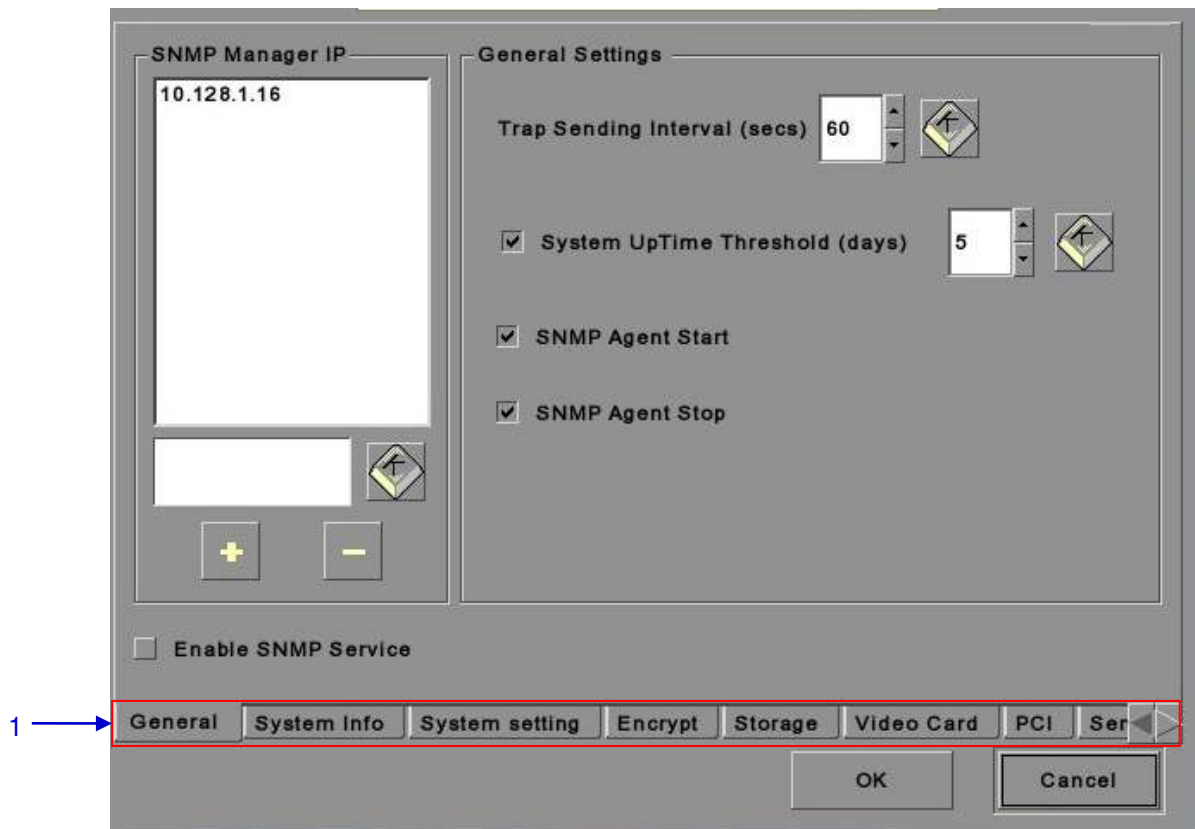 SNMP Manager IP
10.128.1.16
General Settings
Trap Sending Interval (secs) 60
System UpTime Threshold (days) 5
SNMP Agent Start
SNMP Agent Stop
Enable SNMP Service
1
General System Info System setting Encrypt Storage Video Card PCI Ser
OK Cancel